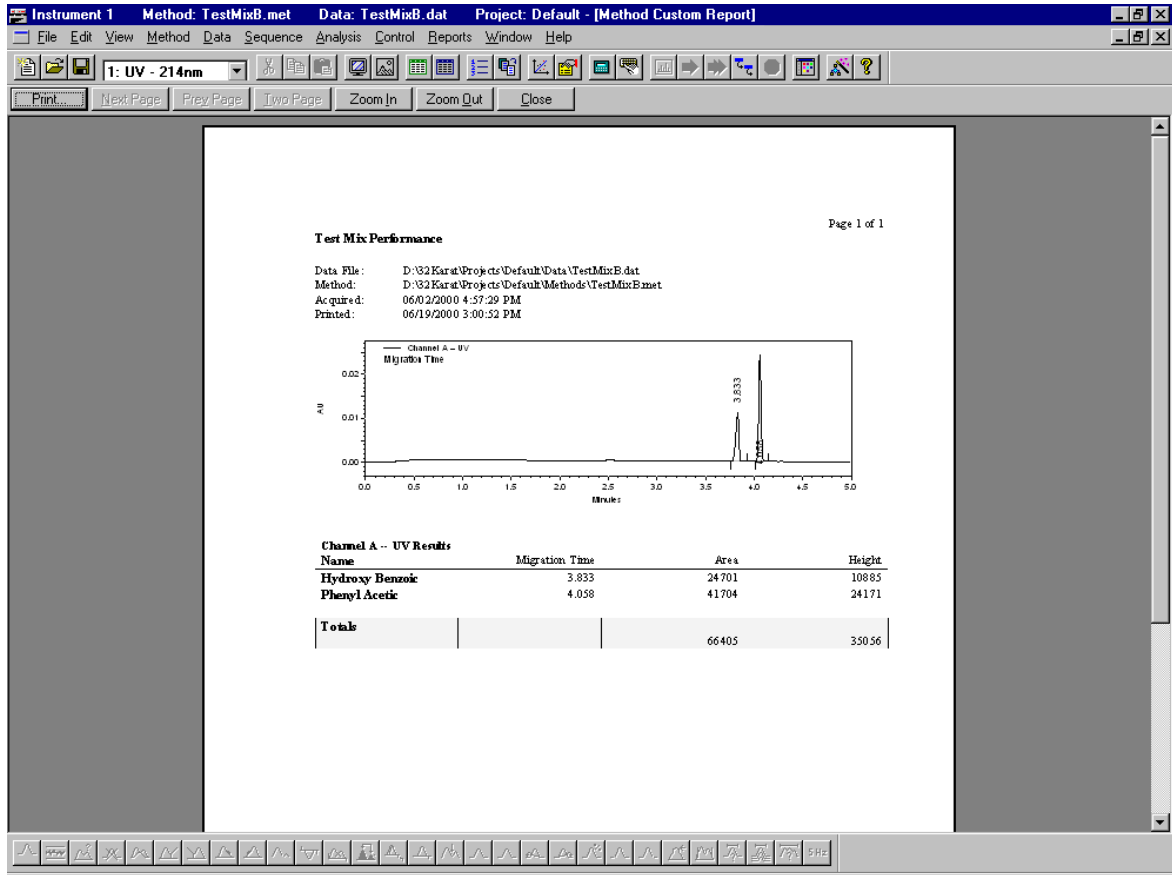 Instrument 1 Method: TestMixB.met Data: TestMixB.dat Project: Default - [Method Custom Report]
File Edit View Method Data Sequence Analysis Control Reports Window Help
1: UV - 214nm
Print... Next Page Prev Page Two Page Zoom In Zoom Out Close
Page 1 of 1
Test Mix Performance
Data File: D:\32Karat\Projects\Default\Data\TestMixB.dat
Method: D:\32Karat\Projects\Default\Methods\TestMixB.met
Acquired: 06/02/2000 4:57:29 PM
Printed: 06/19/2000 3:00:52 PM
Channel A - UV
Migration Time
0.02
0.01
0.00
AU
3.833
0.0 0.5 1.0 1.5 2.0 2.5 3.0 3.5 4.0 4.5 5.0
Minutes
Channel A -- UV Results
Name Migration Time Area Height
Hydroxy Benzoic 3.833 24701 10885
Phenyl Acetic 4.058 41704 24171
Totals
66405 35056
5Hz